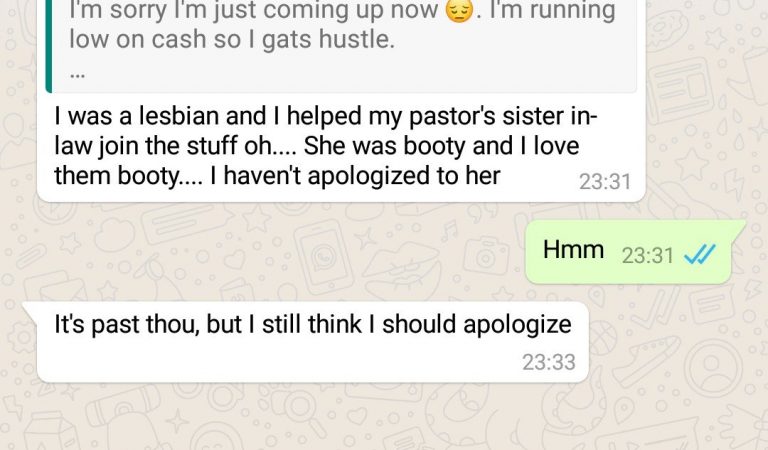 I'm sorry I'm just coming up now 😔. I'm running
low on cash so I gats hustle.
...
I was a lesbian and I helped my pastor's sister in-
law join the stuff oh.... She was booty and I love
them booty.... I haven't apologized to her
23:31
Hmm 23:31
It's past thou, but I still think I should apologize
23:33